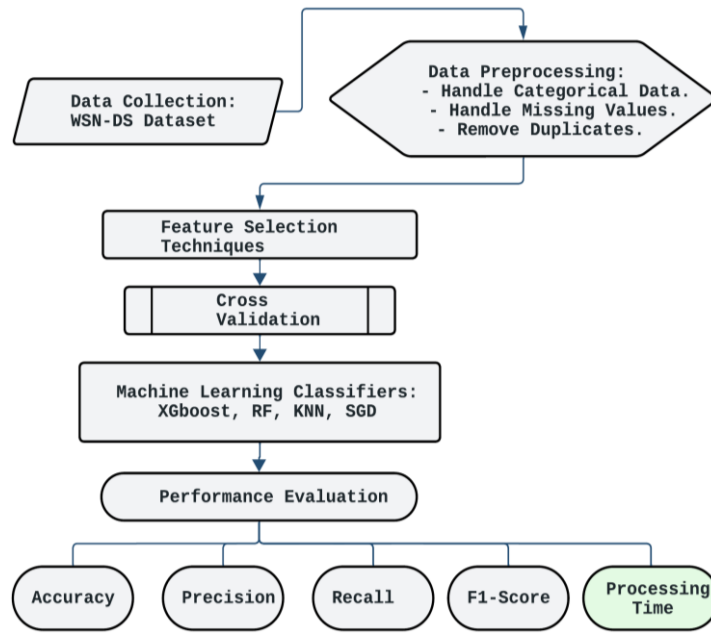 Data Collection:
WSN-DS Dataset
Data Preprocessing:
- Handle Categorical Data.
- Handle Missing Values.
- Remove Duplicates.
Feature Selection
Techniques
Cross
Validation
Machine Learning Classifiers:
XGboost, RF, KNN, SGD
Performance Evaluation
Accuracy
Precision
Recall
F1-Score
Processing
Time